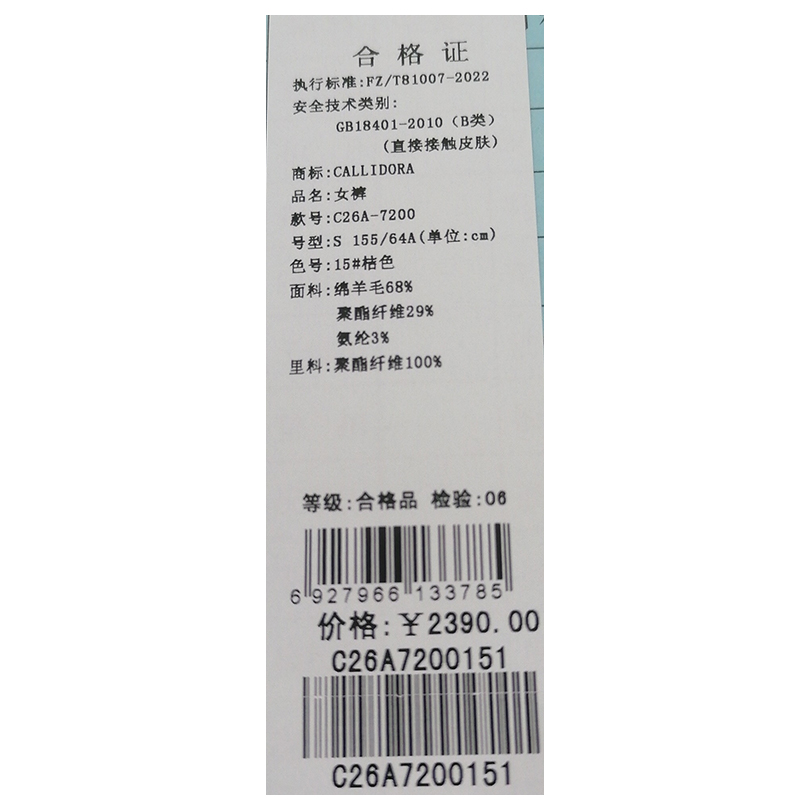 合格证
执行标准:FZ/T81007-2022
安全技术类别:
GB18401-2010（B类）
(直接接触皮肤)
商标:CALLIDORA
品名:女裤
款号:C26A-7200
号型:S 155/64A(单位:cm)
色号:15#桔色
面料:绵羊毛68%
聚酯纤维29%
氨纶3%
里料:聚酯纤维100%
等级:合格品 检验:06
6 927966 133785
价格:￥2390.00
C26A7200151
C26A7200151